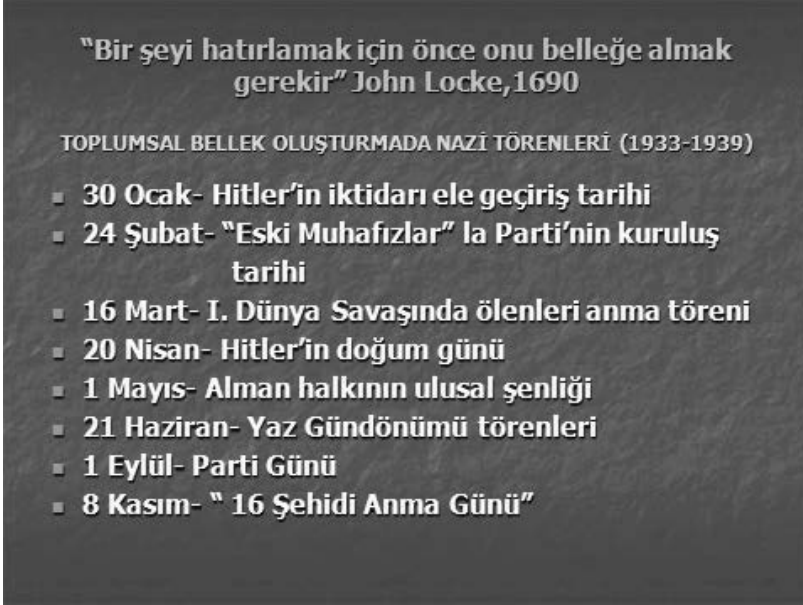 “Bir şeyi hatırlamak için önce onu belleğe almak
gerekir” John Locke,1690
TOPLUMSAL BELLEK OLUŞTURMADA NAZİ TÖRENLERİ (1933-1939)
30 Ocak- Hitler’in iktidarı ele geçiriş tarihi
24 Şubat- “Eski Muhafızlar” la Parti’nin kuruluş
tarihi
16 Mart- I. Dünya Savaşında ölenleri anma töreni
20 Nisan- Hitler’in doğum günü
1 Mayıs- Alman halkının ulusal şenliği
21 Haziran- Yaz Gündönümü törenleri
1 Eylül- Parti Günü
8 Kasım- “ 16 Şehidi Anma Günü”